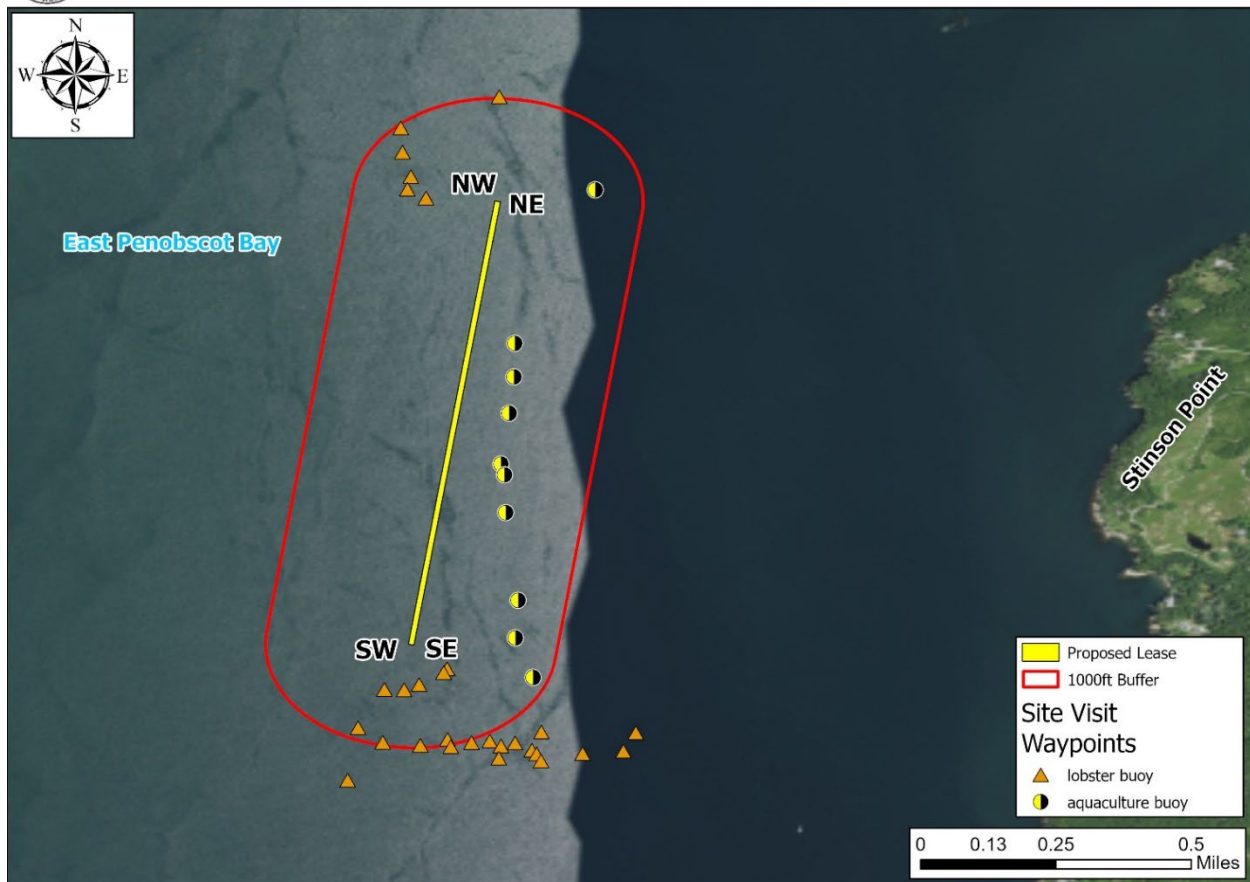 N
W E
S
NW
NE
East Penobscot Bay
Stinson Point
SW SE
Proposed Lease
1000ft Buffer
Site Visit
Waypoints
lobster buoy
aquaculture buoy
0 0.13 0.25 0.5
Miles